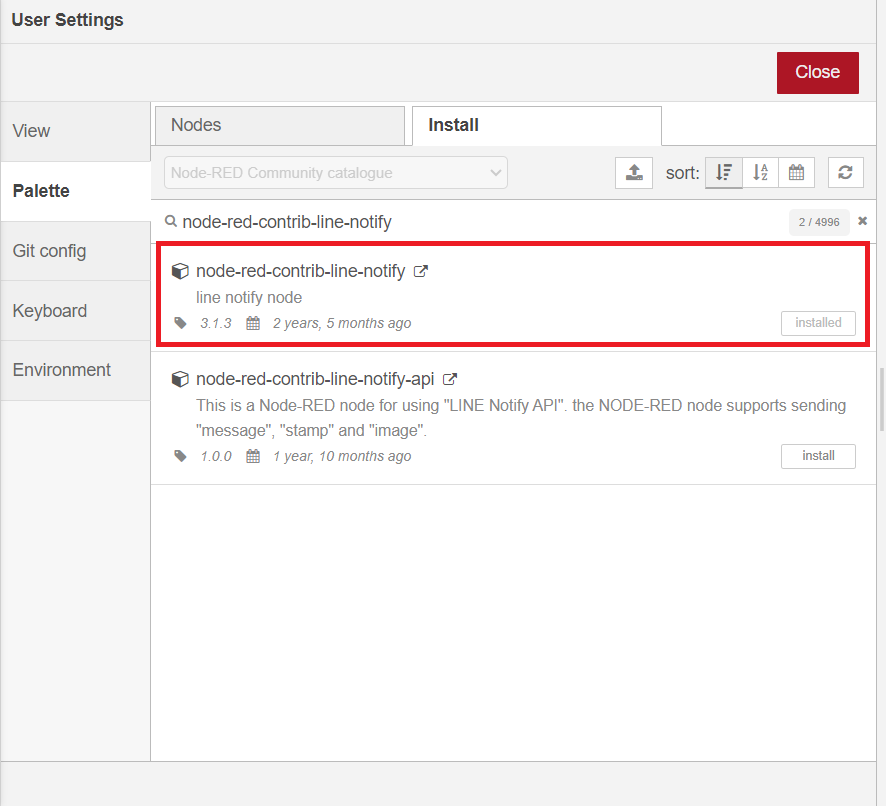 User Settings
Close
View
Palette
Git config
Keyboard
Environment
Nodes
Install
Node-RED Community catalogue
sort:
node-red-contrib-line-notify
2 / 4996
node-red-contrib-line-notify
line notify node
3.1.3 2 years, 5 months ago
installed
node-red-contrib-line-notify-api
This is a Node-RED node for using "LINE Notify API". the NODE-RED node supports sending
"message", "stamp" and "image".
1.0.0 1 year, 10 months ago
install